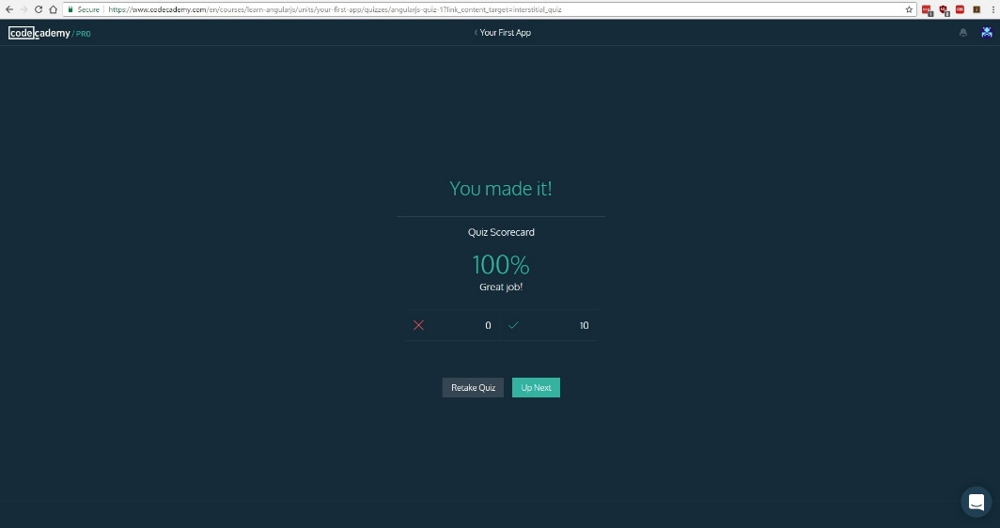 Secure https://www.codecademy.com/en/courses/learn-angularjs/units/your-first-app/quizzes/angularjs-quiz-1?link_content_target=interstitial_quiz
codecademy / PRO
‹ Your First App
You made it!
Quiz Scorecard
100%
Great job!
0 10
Retake Quiz Up Next